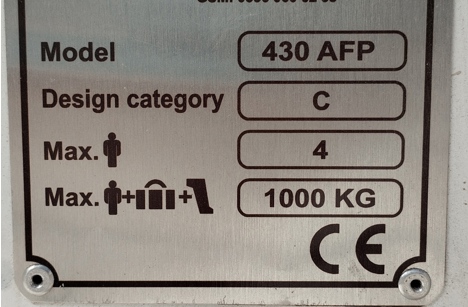 Model 430 AFP
Design category C
Max. 4
Max. + + 1000 KG
CE